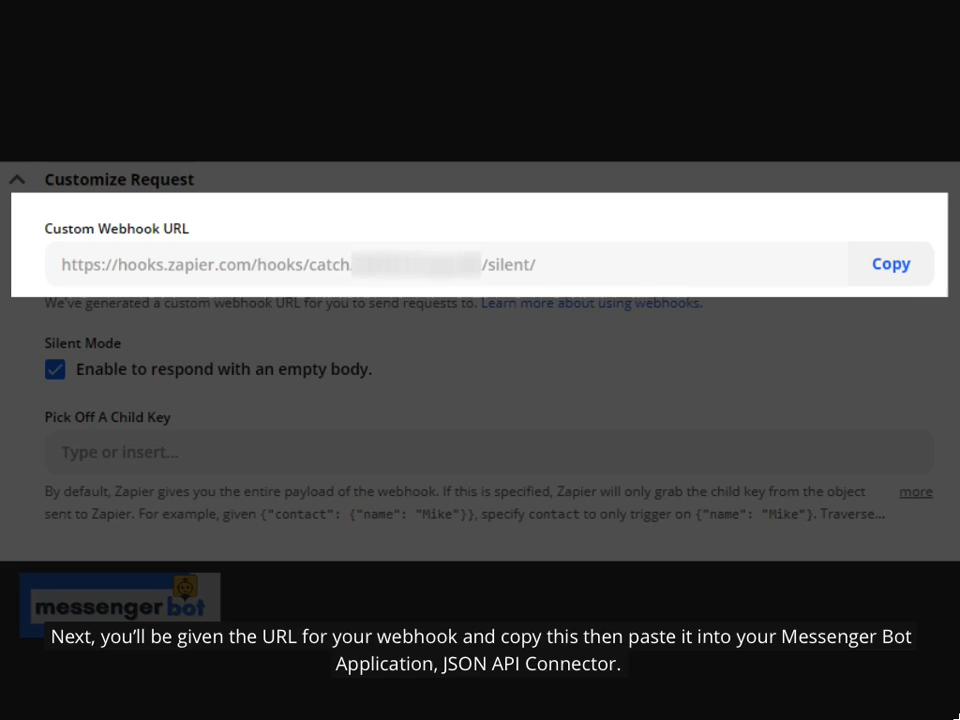 Customize Request
Custom Webhook URL
https://hooks.zapier.com/hooks/catch/ /silent/
Copy
We've generated a custom webhook URL for you to send requests to. Learn more about using webhooks.
Silent Mode
Enable to respond with an empty body.
Pick Off A Child Key
Type or insert...
By default, Zapier gives you the entire payload of the webhook. If this is specified, Zapier will only grab the child key from the object more
sent to Zapier. For example, given {"contact": {"name": "Mike"}}, specify contact to only trigger on {"name": "Mike"}. Traverse...
messenger bot
Next, you’ll be given the URL for your webhook and copy this then paste it into your Messenger Bot
Application, JSON API Connector.